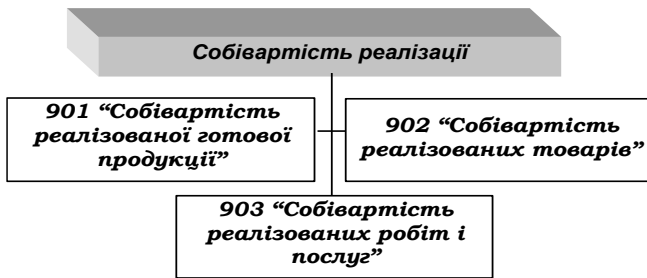 Собівартість реалізації
901 “Собівартість
реалізованої готової
продукції”
902 “Собівартість
реалізованих товарів”
903 “Собівартість
реалізованих робіт і
послуг”